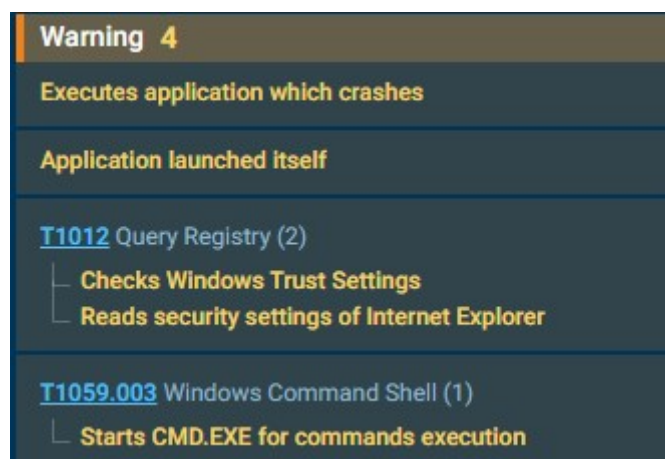 Warning 4
Executes application which crashes
Application launched itself
T1012 Query Registry (2)
Checks Windows Trust Settings
Reads security settings of Internet Explorer
T1059.003 Windows Command Shell (1)
Starts CMD.EXE for commands execution